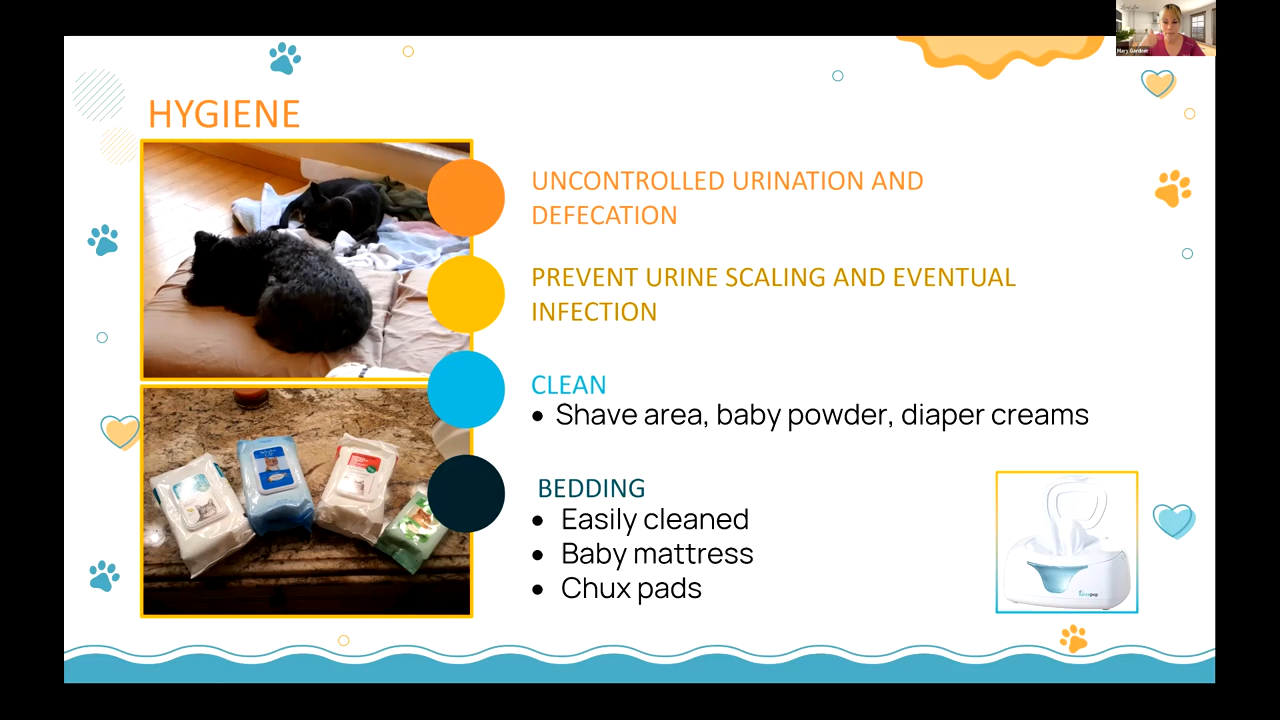 Mary Gardner
HYGIENE
UNCONTROLLED URINATION AND
DEFECATION
PREVENT URINE SCALING AND EVENTUAL
INFECTION
CLEAN
• Shave area, baby powder, diaper creams
BEDDING
• Easily cleaned
• Baby mattress
• Chux pads